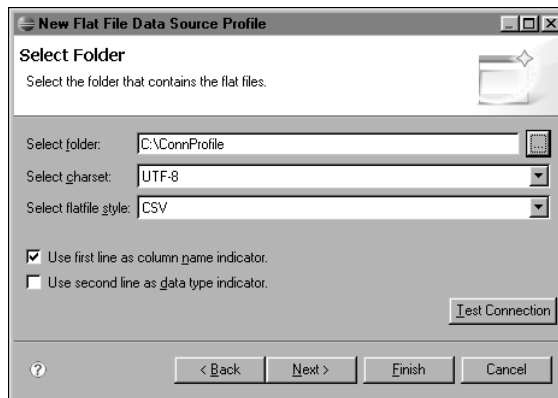 New Flat File Data Source Profile
Select Folder
Select the folder that contains the flat files.
Select folder: C:\ConnProfile ...
Select charset: UTF-8
Select flatfile style: CSV
Use first line as column name indicator.
Use second line as data type indicator.
Test Connection
? < Back Next > Finish Cancel